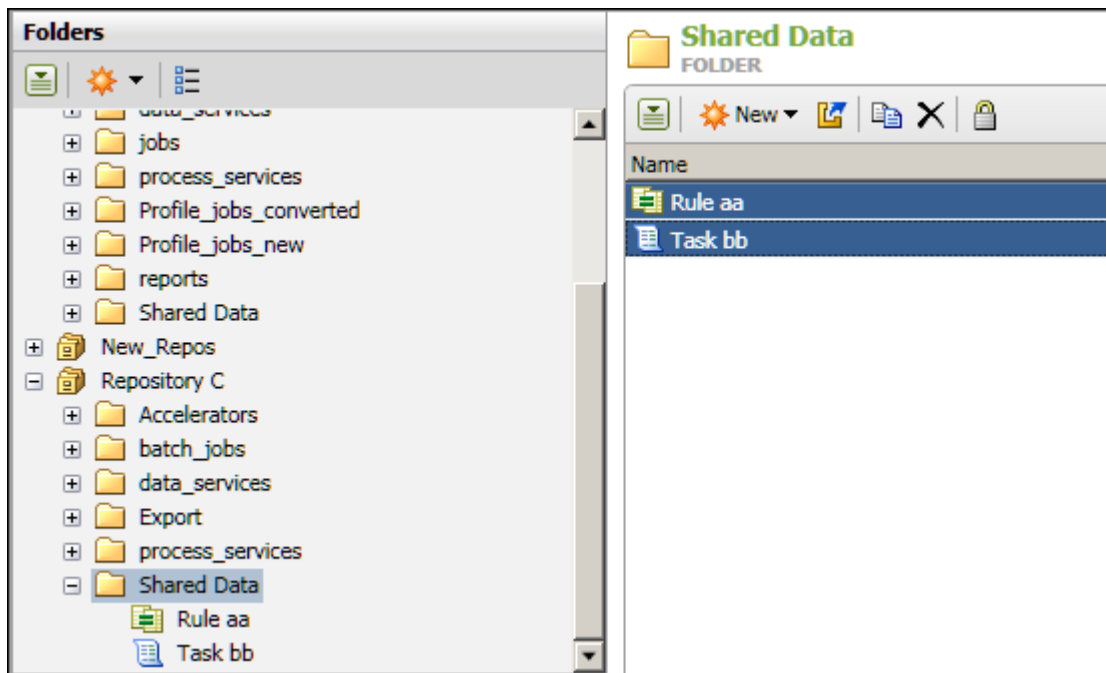 Folders
data_services
jobs
process_services
Profile_jobs_converted
Profile_jobs_new
reports
Shared Data
New_Repos
Repository C
Accelerators
batch_jobs
data_services
Export
process_services
Shared Data
Rule aa
Task bb
Shared Data
FOLDER
New
Name
Rule aa
Task bb